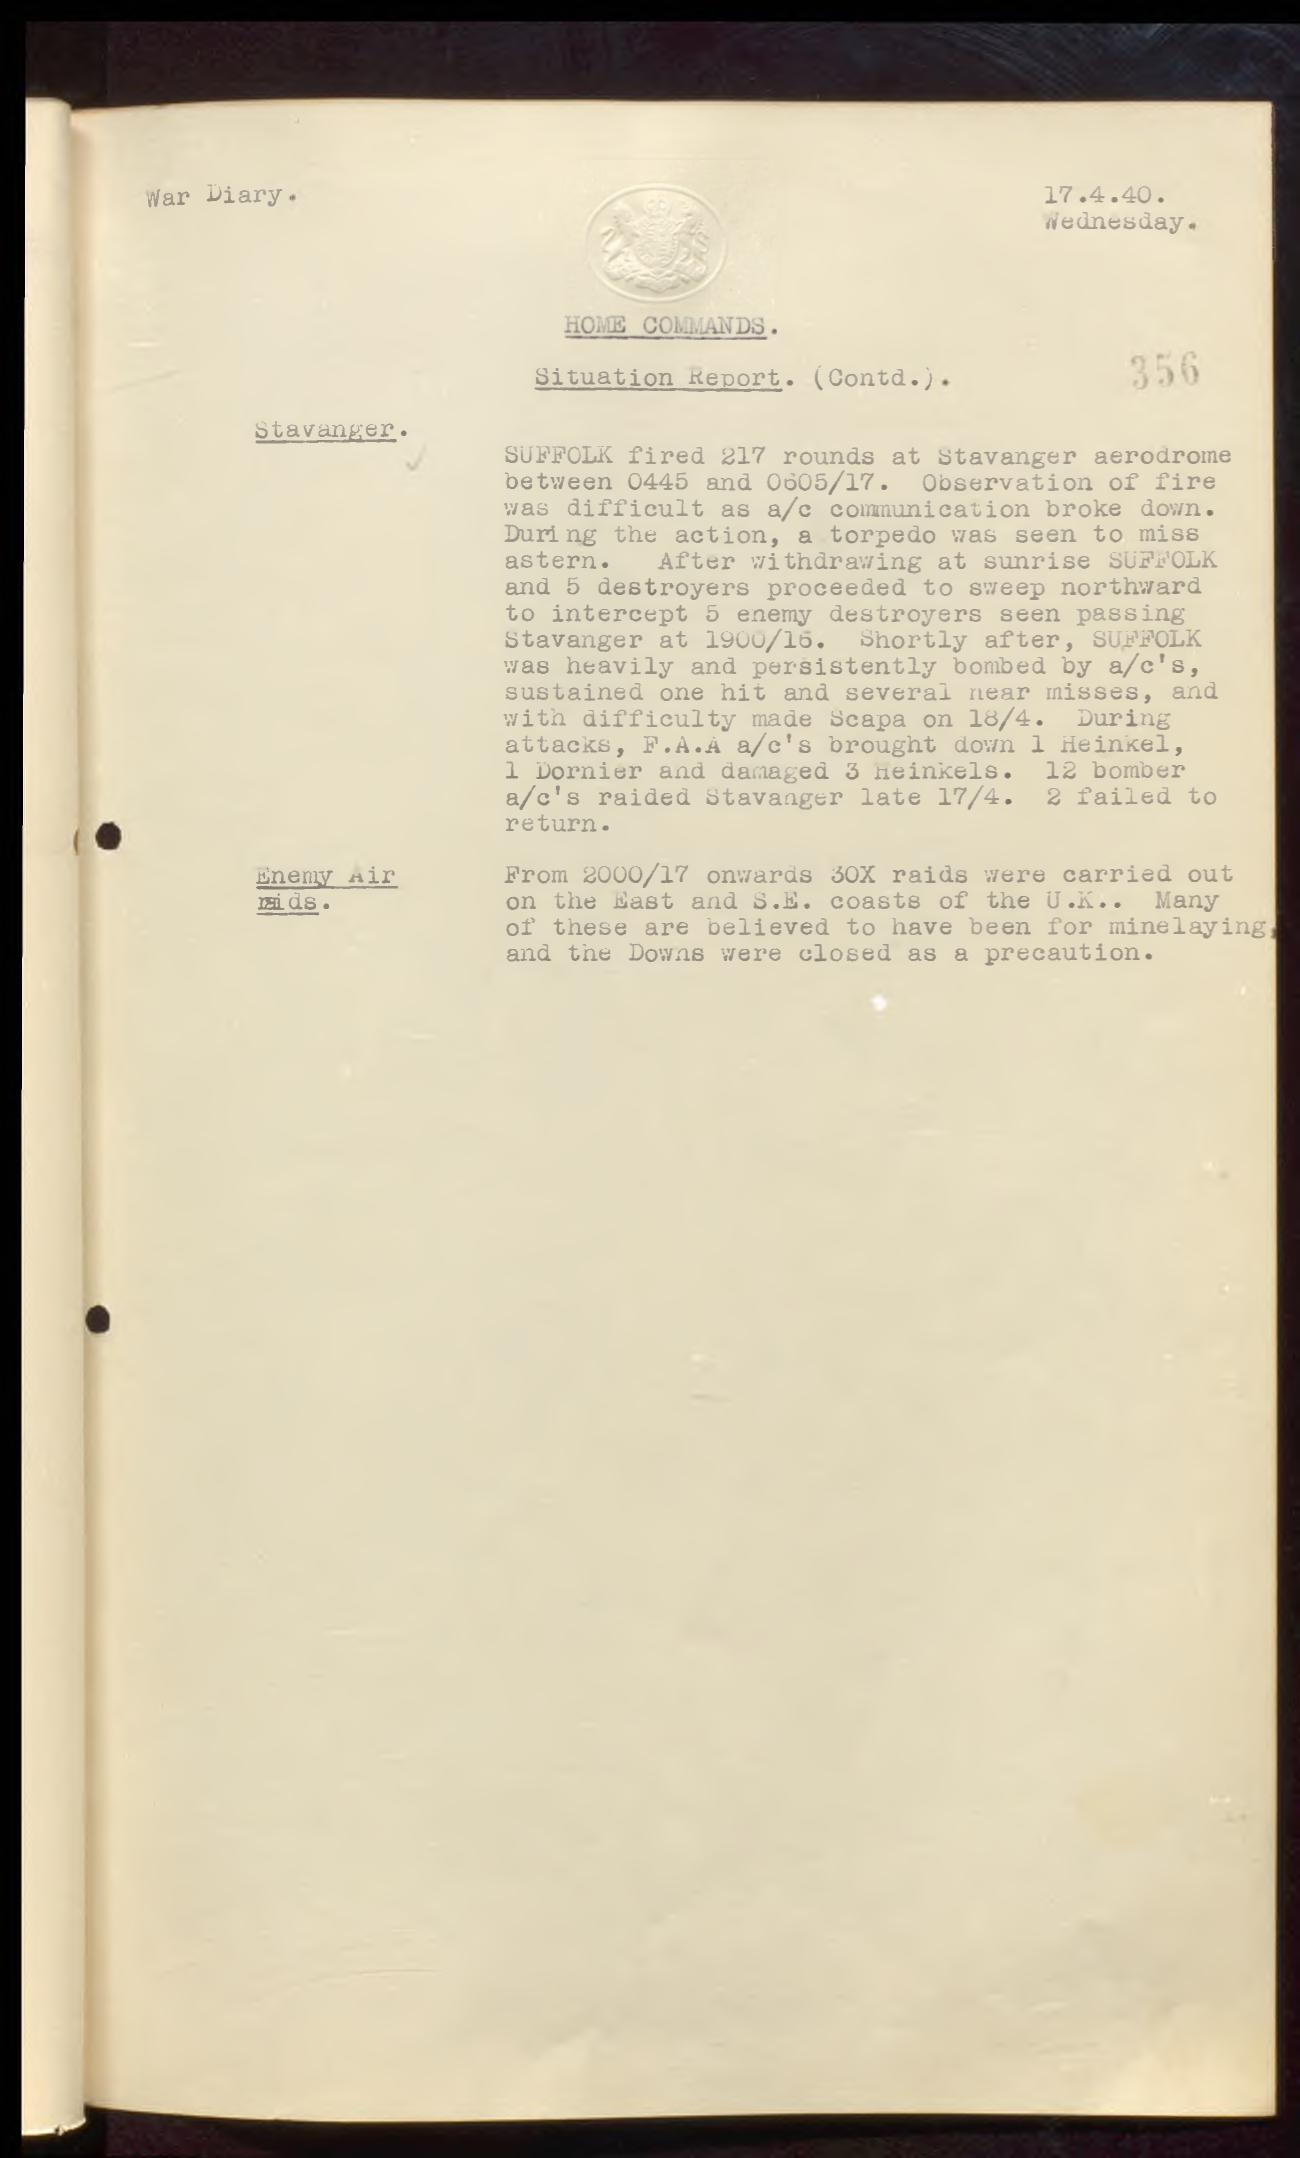 War Diary.
17.4.40.
Wednesday.
HOME COMMANDS.
Situation Report. (Contd.).
356
Stavanger.
SUFFOLK fired 217 rounds at Stavanger aerodrome
between 0445 and 0605/17. Observation of fire
was difficult as a/c communication broke down.
During the action, a torpedo was seen to miss
astern. After withdrawing at sunrise SUFFOLK
and 5 destroyers proceeded to sweep northward
to intercept 5 enemy destroyers seen passing
Stavanger at 1900/16. Shortly after, SUFFOLK
was heavily and persistently bombed by a/c's,
sustained one hit and several near misses, and
with difficulty made Scapa on 18/4. During
attacks, F.A.A a/c's brought down 1 Heinkel,
1 Dornier and damaged 3 Heinkels. 12 bomber
a/c's raided Stavanger late 17/4. 2 failed to
return.
Enemy Air
raids.
From 2000/17 onwards 30X raids were carried out
on the East and S.E. coasts of the U.K.. Many
of these are believed to have been for minelaying,
and the Downs were closed as a precaution.